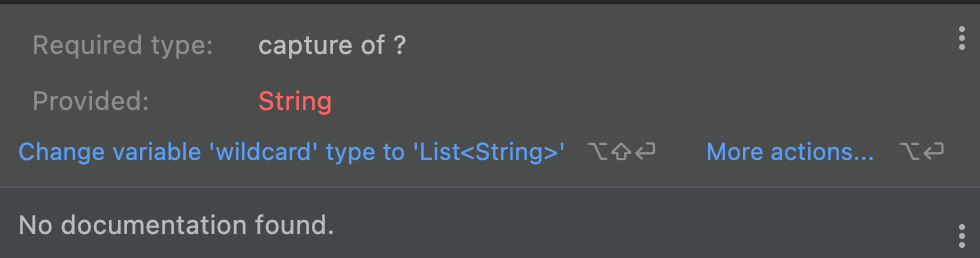 Required type: capture of ?
Provided: String
Change variable 'wildcard' type to 'List<String>' ⌥⇧⏎ More actions... ⌥⏎
No documentation found.